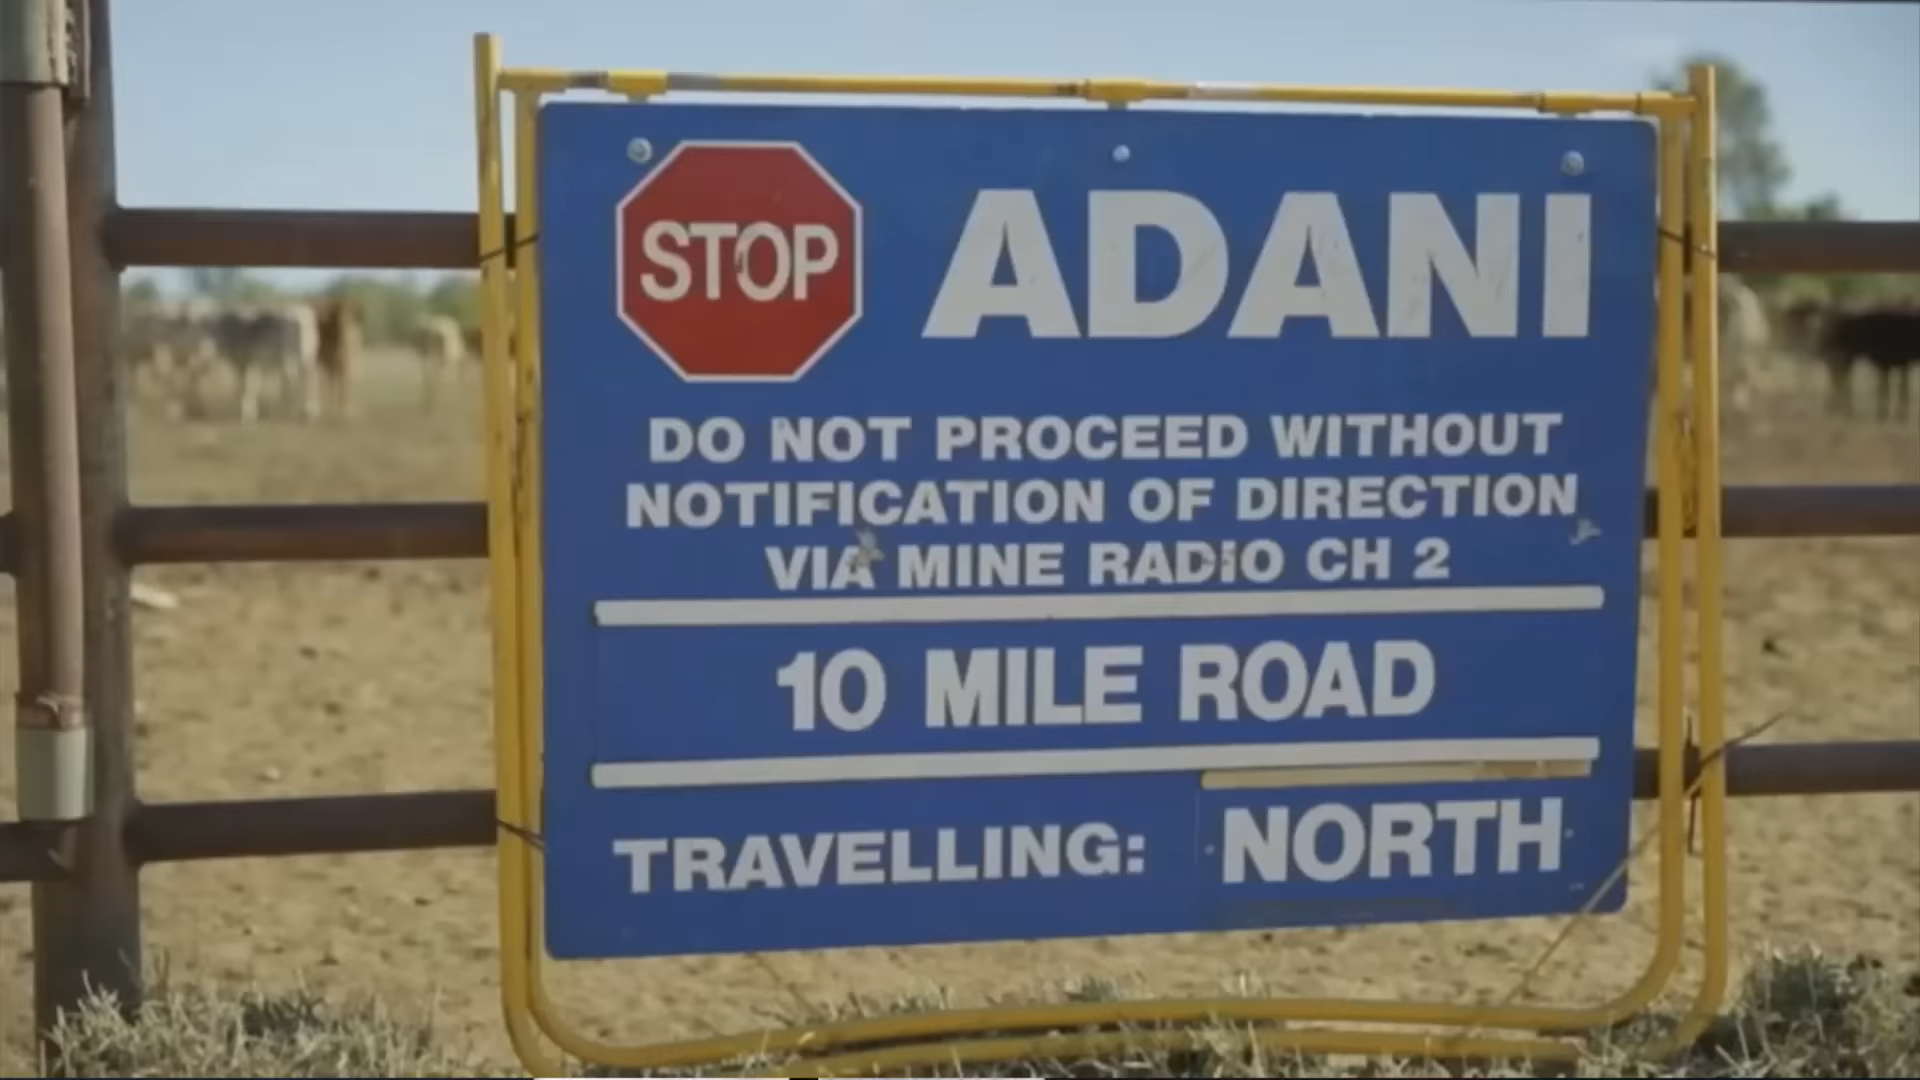 STOP ADANI
DO NOT PROCEED WITHOUT
NOTIFICATION OF DIRECTION
VIA MINE RADIO CH 2
10 MILE ROAD
TRAVELLING: NORTH